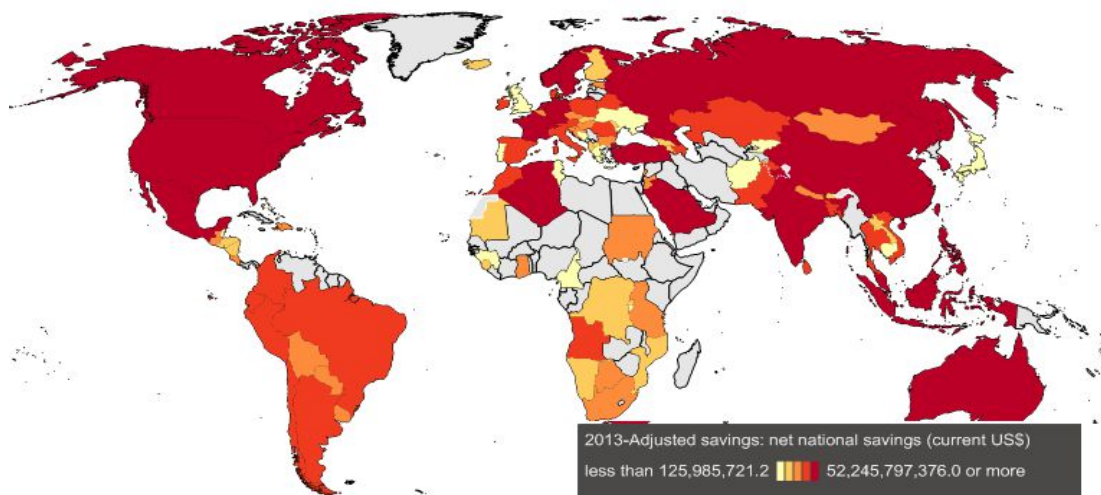 2013-Adjusted savings: net national savings (current US$)
less than 125,985,721.2 52,245,797,376.0 or more